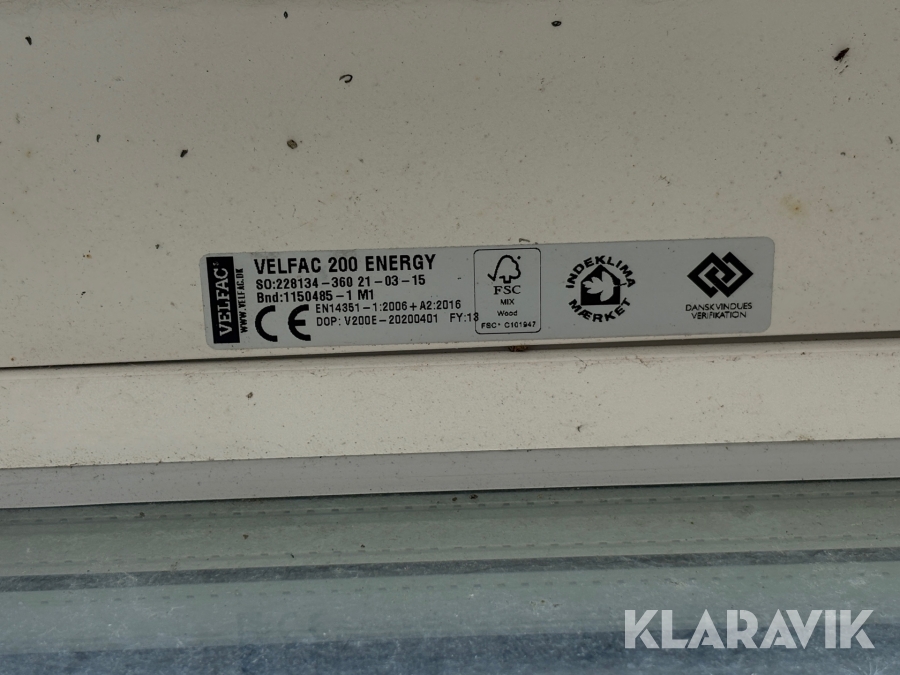 VELFAC
WWW.VELFAC.DK
VELFAC 200 ENERGY
SO:228134-360 21-03-15
Bnd:1150485-1 M1
CE
EN14351-1:2006+A2:2016
DOP: V200E-20200401 FY:13
FSC
MIX
Wood
FSC® C101947
INDEKLIMA
MÆRKET
DANSK VINDUES
VERIFIKATION
KLARAVIK